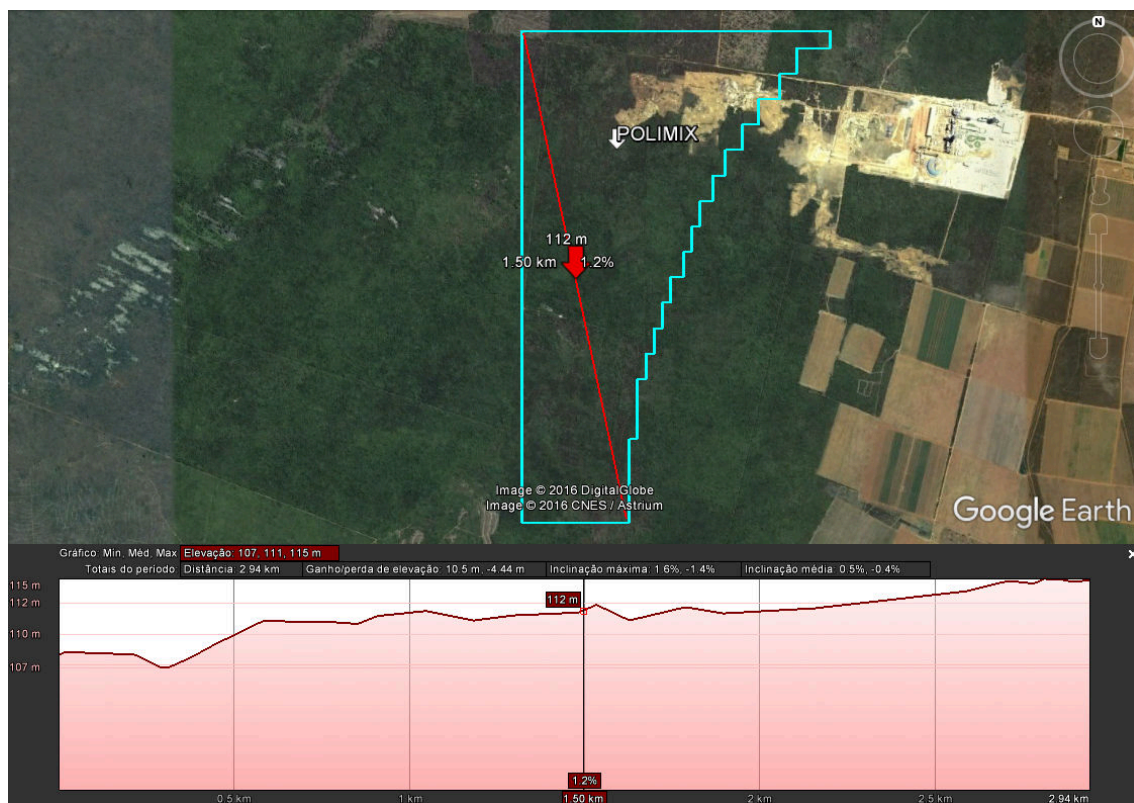 N
POLIMIX
112 m
1.50 km 1.2%
Image © 2016 DigitalGlobe
Image © 2016 CNES / Astrium
Google Earth
Gráfico: Min, Mèd, Max Elevação: 107, 111, 115 m
Totais do período: Distância: 2.94 km Ganho/perda de elevação: 10.5 m, -4.44 m Inclinação máxima: 1.6%, -1.4% Inclinação média: 0.5%, -0.4%
115 m
112 m
110 m
107 m
112 m
1.2%
0.5 km 1 km 1.50 km 2 km 2.5 km 2.94 km